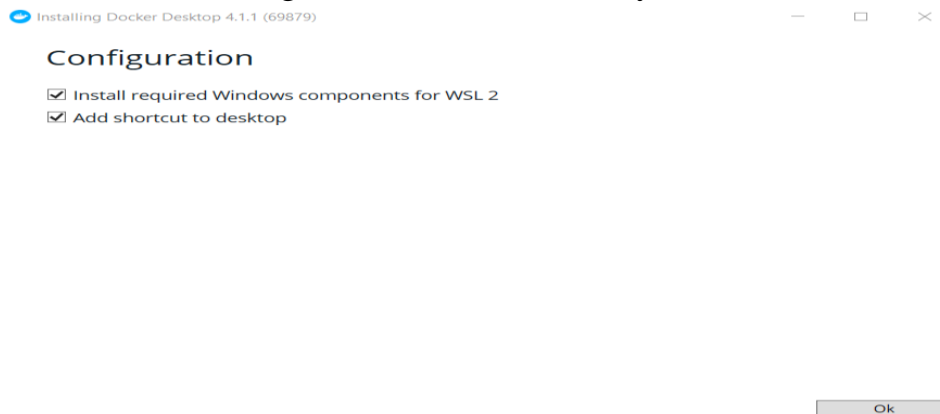 Installing Docker Desktop 4.1.1 (69879)
Configuration
Install required Windows components for WSL 2
Add shortcut to desktop
Ok